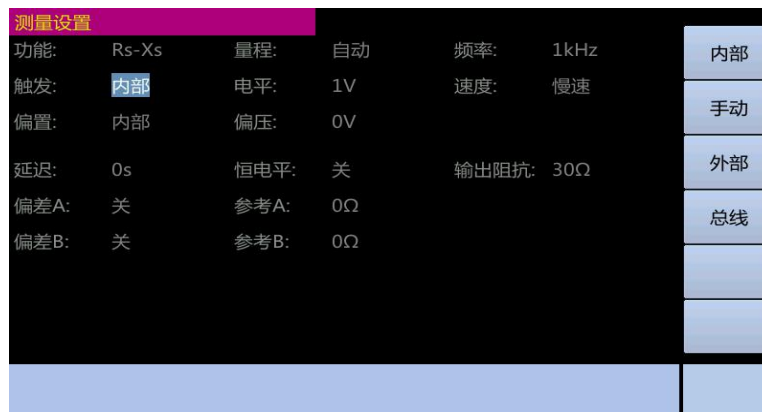 测量设置
功能: Rs-Xs 量程: 自动 频率: 1kHz
触发: 内部 电平: 1V 速度: 慢速
偏置: 内部 偏压: 0V
延迟: 0s 恒电平: 关 输出阻抗: 30Ω
偏差A: 关 参考A: 0Ω
偏差B: 关 参考B: 0Ω
内部
手动
外部
总线